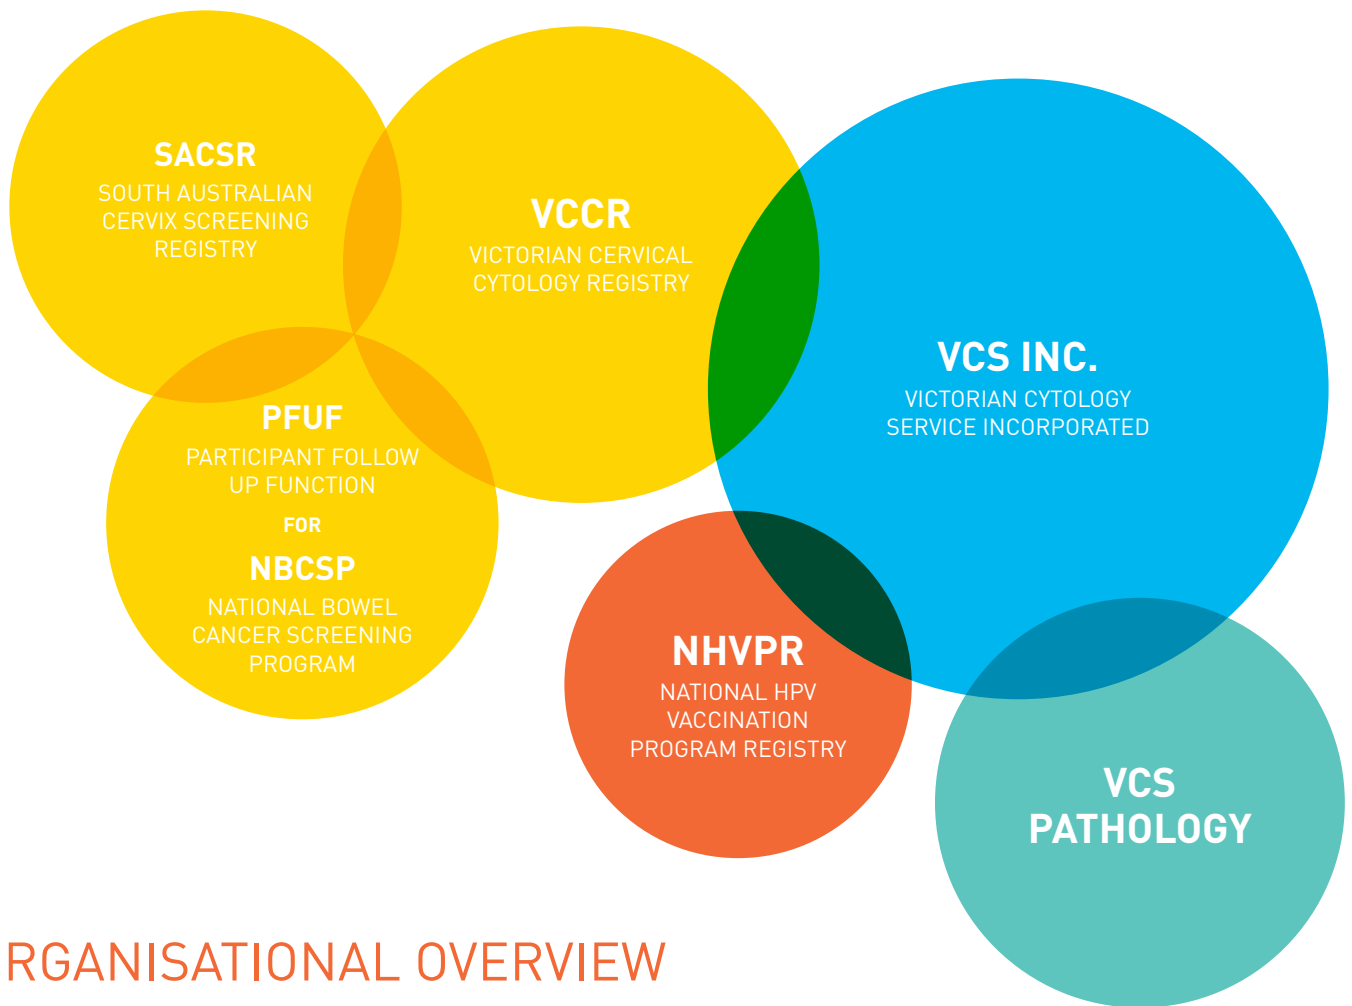 SACSR
SOUTH AUSTRALIAN
CERVIX SCREENING
REGISTRY
VCCR
VICTORIAN CERVICAL
CYTOLOGY REGISTRY
VCS INC.
VICTORIAN CYTOLOGY
SERVICE INCORPORATED
PFUF
PARTICIPANT FOLLOW
UP FUNCTION
FOR
NBCSP
NATIONAL BOWEL
CANCER SCREENING
PROGRAM
NHVPR
NATIONAL HPV
VACCINATION
PROGRAM REGISTRY
VCS
PATHOLOGY
RGANISATIONAL OVERVIEW